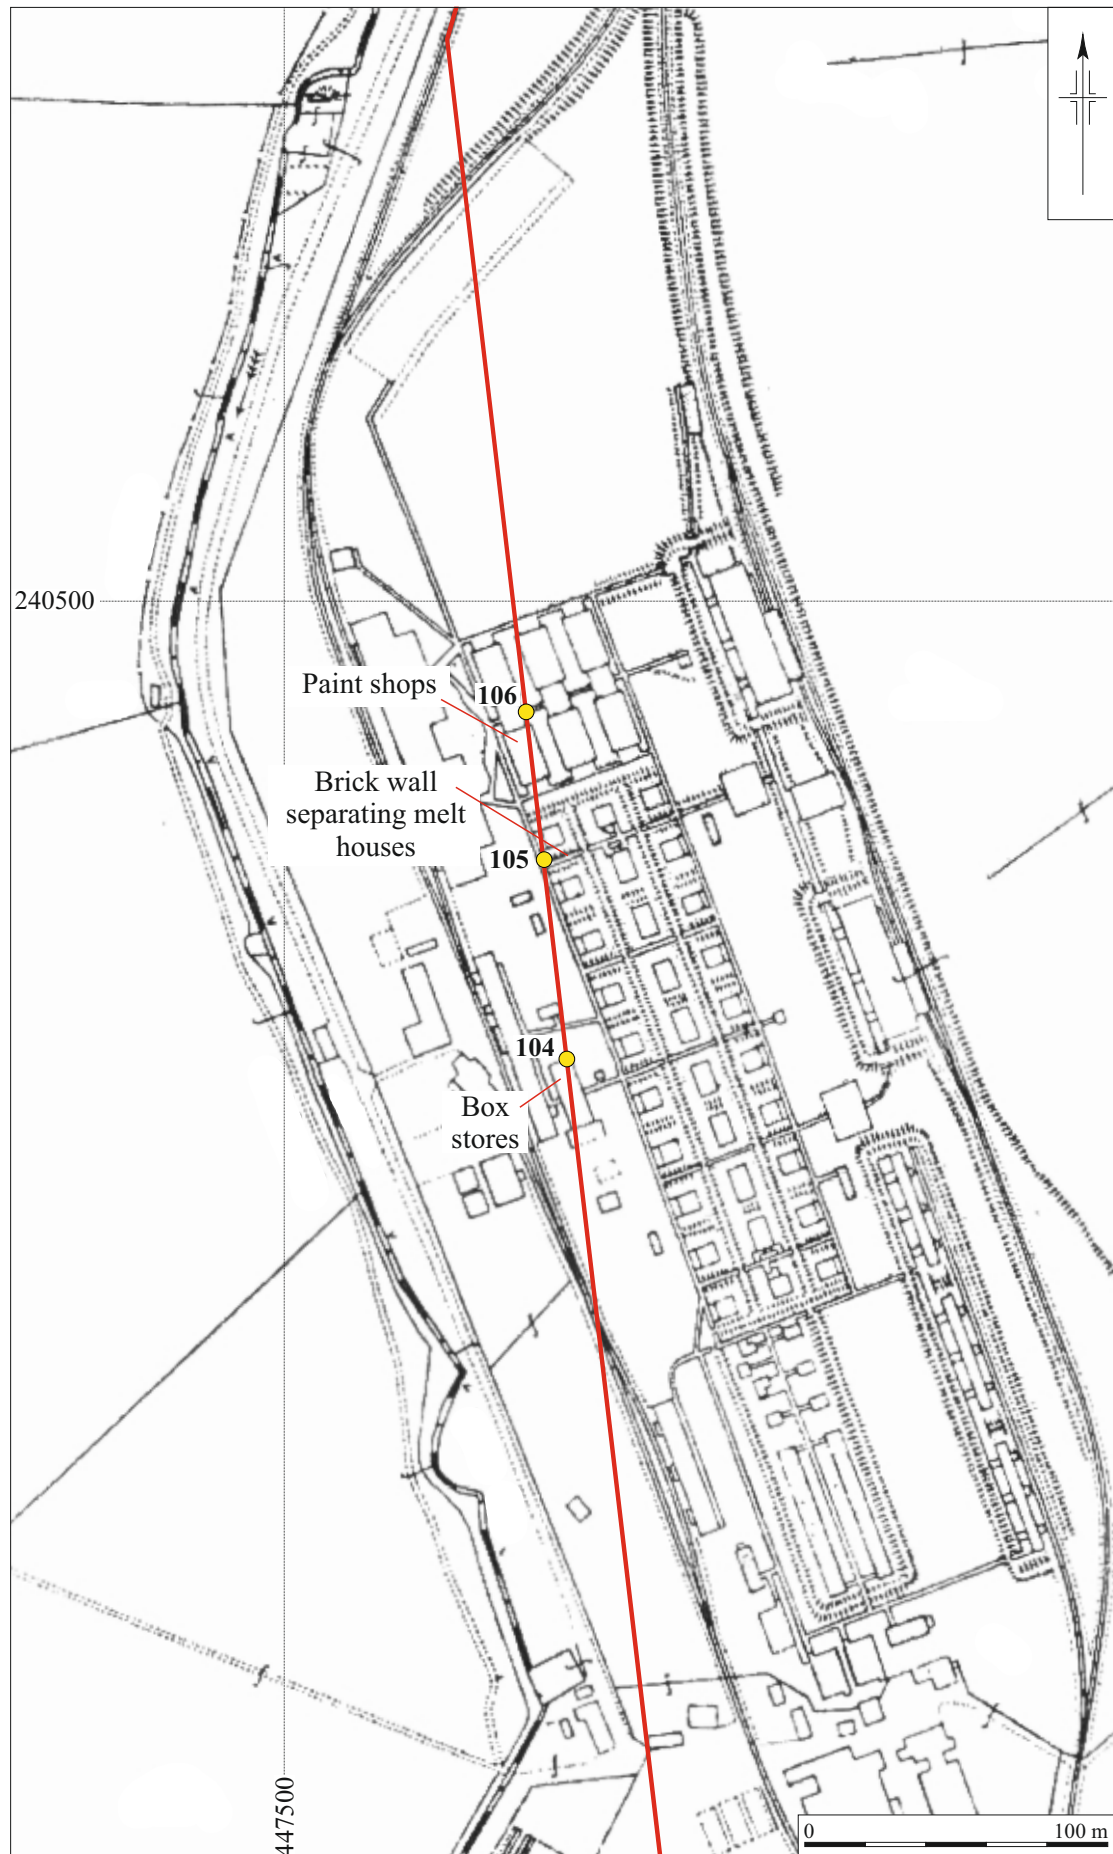 240500
Paint shops
106
Brick wall
separating melt
houses
105
104
Box
stores
447500
0 100 m